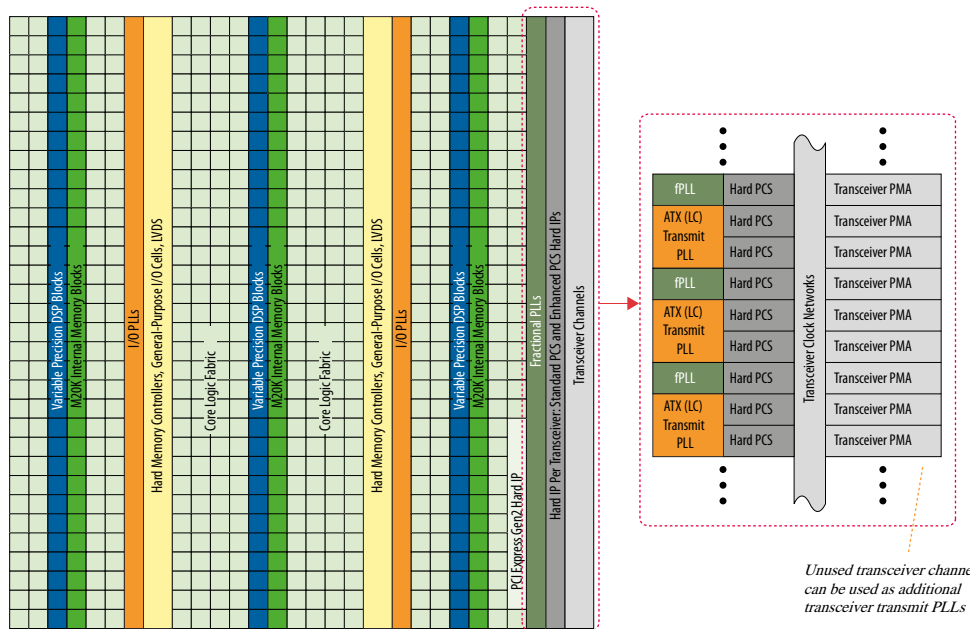 Variable Precision DSP Blocks
M20K Internal Memory Blocks
I/O PLLs
Hard Memory Controllers, General-Purpose I/O Cells, LVDS
Core Logic Fabric
Variable Precision DSP Blocks
M20K Internal Memory Blocks
Core Logic Fabric
Hard Memory Controllers, General-Purpose I/O Cells, LVDS
I/O PLLs
Variable Precision DSP Blocks
M20K Internal Memory Blocks
PCI Express Gen2 Hard IP
Fractional PLLs
Hard IP Per Transceiver: Standard PCS and Enhanced PCS Hard IPs
Transceiver Channels
fPLL
Hard PCS
Transceiver PMA
ATX (LC)
Transmit
PLL
Hard PCS
Transceiver PMA
Hard PCS
Transceiver PMA
fPLL
Hard PCS
Transceiver PMA
ATX (LC)
Transmit
PLL
Hard PCS
Transceiver PMA
Hard PCS
Transceiver PMA
fPLL
Hard PCS
Transceiver PMA
ATX (LC)
Transmit
PLL
Hard PCS
Transceiver PMA
Hard PCS
Transceiver PMA
Transceiver Clock Networks
Unused transceiver channe
can be used as additional
transceiver transmit PLLs